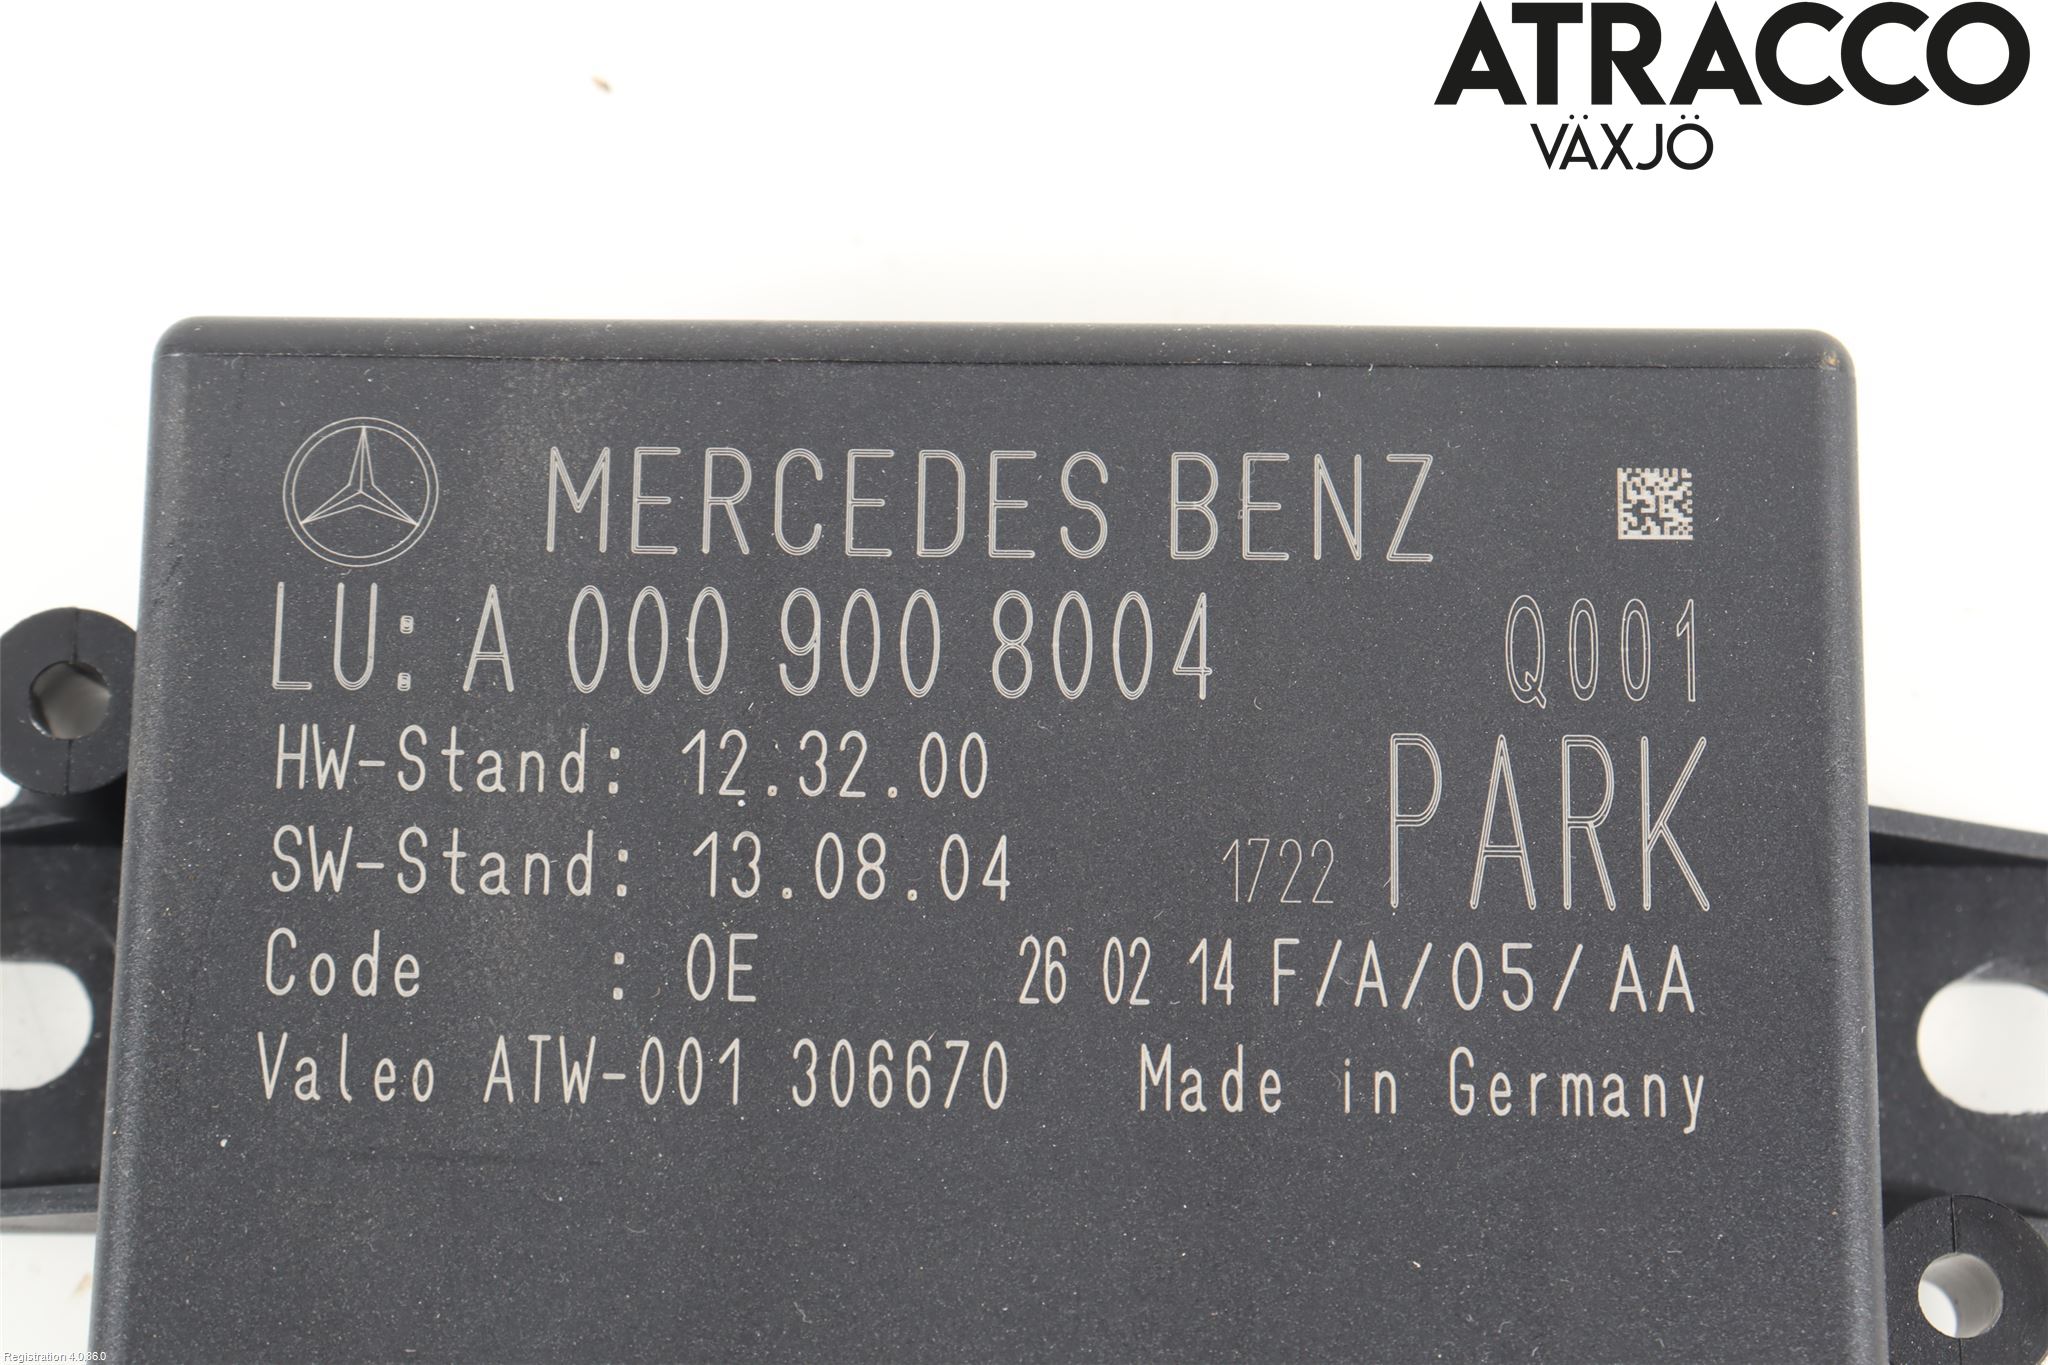 ATRACCO
VÄXJÖ
MERCEDES BENZ
LU: A 000 900 8004 Q001
HW-Stand: 12.32.00
SW-Stand: 13.08.04 1722 PARK
Code : 0E 26 02 14 F/A/05/AA
Valeo ATW-001 306670 Made in Germany
Registration 4.0.86.0